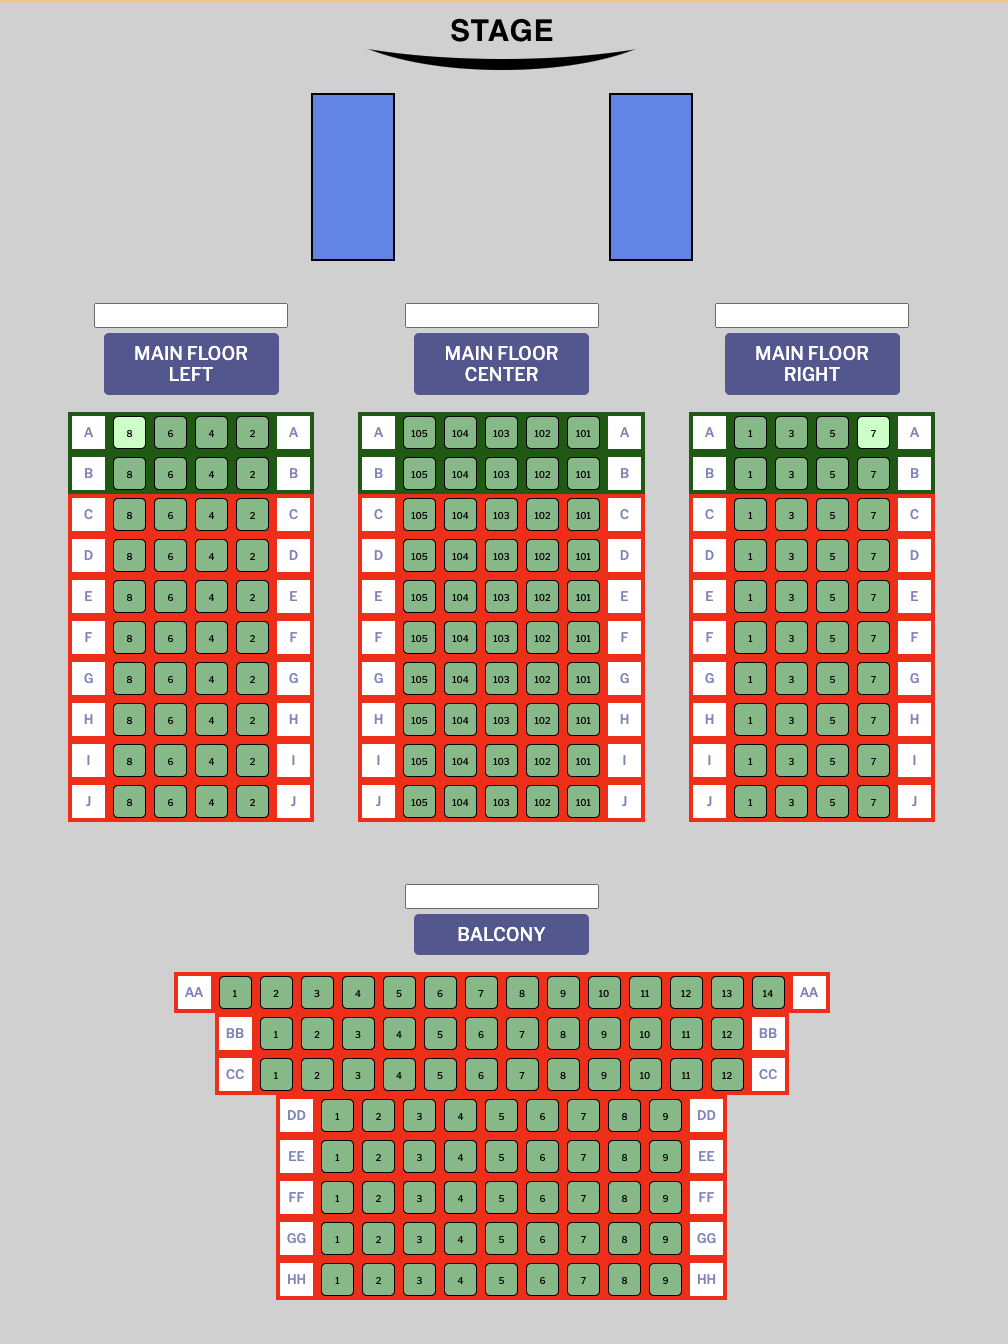 STAGE
MAIN FLOOR
LEFT
MAIN FLOOR
CENTER
MAIN FLOOR
RIGHT
A 8 6 4 2 A A 105 104 103 102 101 A A 1 3 5 7 A
B 8 6 4 2 B B 105 104 103 102 101 B B 1 3 5 7 B
C 8 6 4 2 C C 105 104 103 102 101 C C 1 3 5 7 C
D 8 6 4 2 D D 105 104 103 102 101 D D 1 3 5 7 D
E 8 6 4 2 E E 105 104 103 102 101 E E 1 3 5 7 E
F 8 6 4 2 F F 105 104 103 102 101 F F 1 3 5 7 F
G 8 6 4 2 G G 105 104 103 102 101 G G 1 3 5 7 G
H 8 6 4 2 H H 105 104 103 102 101 H H 1 3 5 7 H
I 8 6 4 2 I I 105 104 103 102 101 I I 1 3 5 7 I
J 8 6 4 2 J J 105 104 103 102 101 J J 1 3 5 7 J
BALCONY
AA 1 2 3 4 5 6 7 8 9 10 11 12 13 14 AA
BB 1 2 3 4 5 6 7 8 9 10 11 12 BB
CC 1 2 3 4 5 6 7 8 9 10 11 12 CC
DD 1 2 3 4 5 6 7 8 9 DD
EE 1 2 3 4 5 6 7 8 9 EE
FF 1 2 3 4 5 6 7 8 9 FF
GG 1 2 3 4 5 6 7 8 9 GG
HH 1 2 3 4 5 6 7 8 9 HH